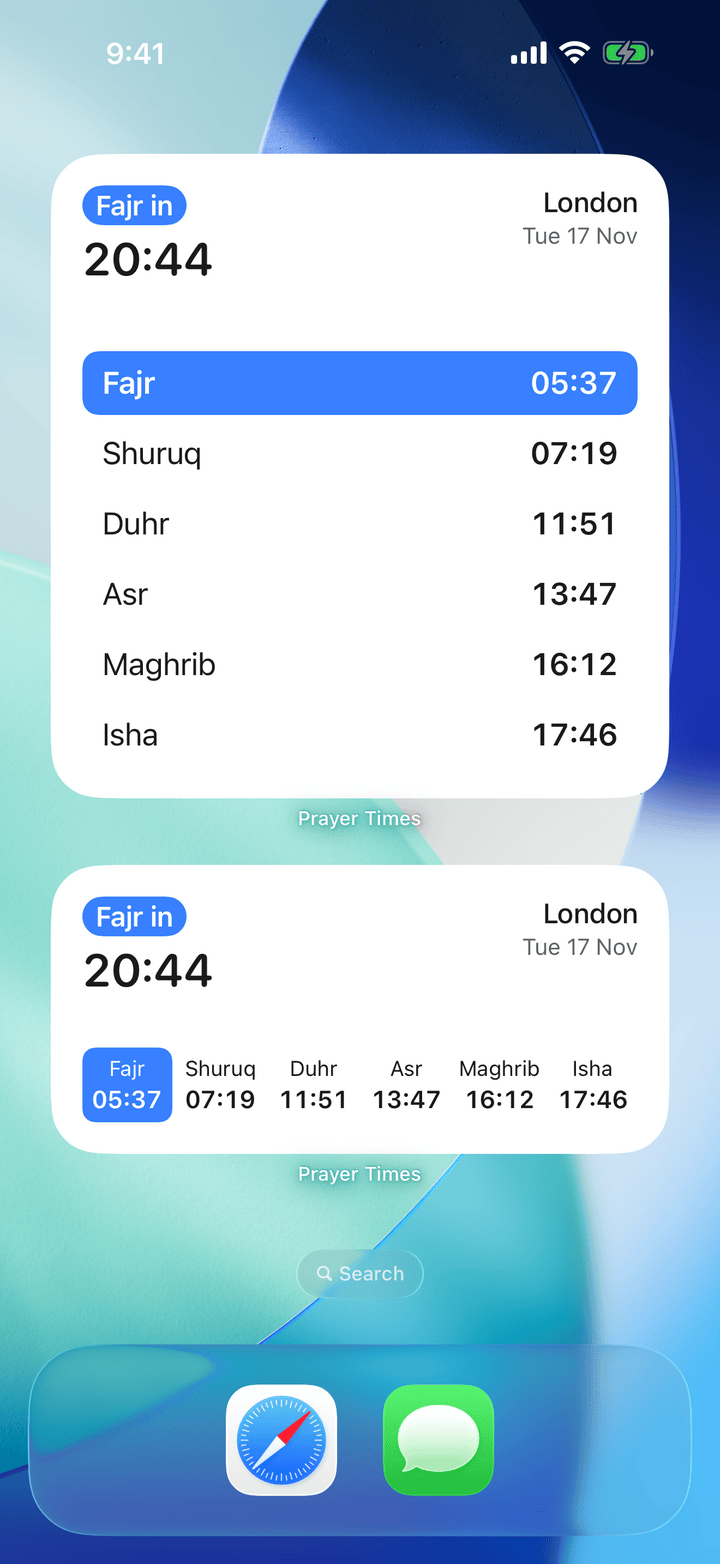 9:41
Fajr in
London
20:44
Tue 17 Nov
Fajr 05:37
Shuruq 07:19
Duhr 11:51
Asr 13:47
Maghrib 16:12
Isha 17:46
Prayer Times
Fajr in
London
20:44
Tue 17 Nov
Fajr Shuruq Duhr Asr Maghrib Isha
05:37 07:19 11:51 13:47 16:12 17:46
Prayer Times
Search